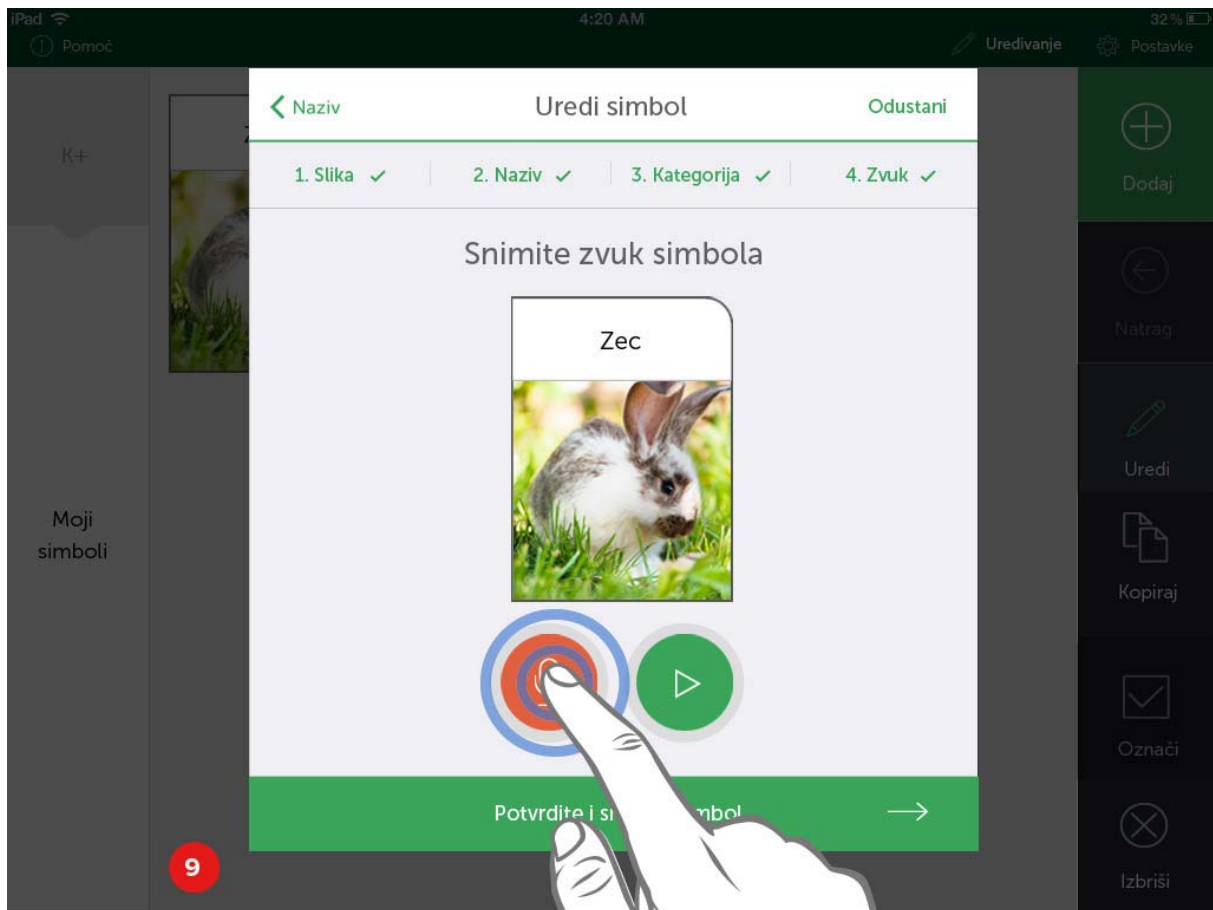 iPad 4:20 AM 32%
Pomoć Uređivanje Postavke
Naziv Uredi simbol Odustani
K+
1. Slika 2. Naziv 3. Kategorija 4. Zvuk
Dodaj
Snimite zvuk simbola
Natrag
Zec
Uredi
Moji
simboli
Kopiraj
Označi
Potvrdite i
9
Izbriši